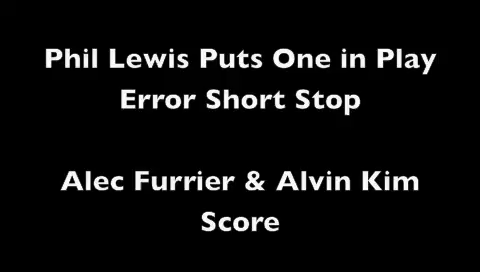 Phil Lewis Puts One in Play
Error Short Stop
Alec Furrier & Alvin Kim
Score